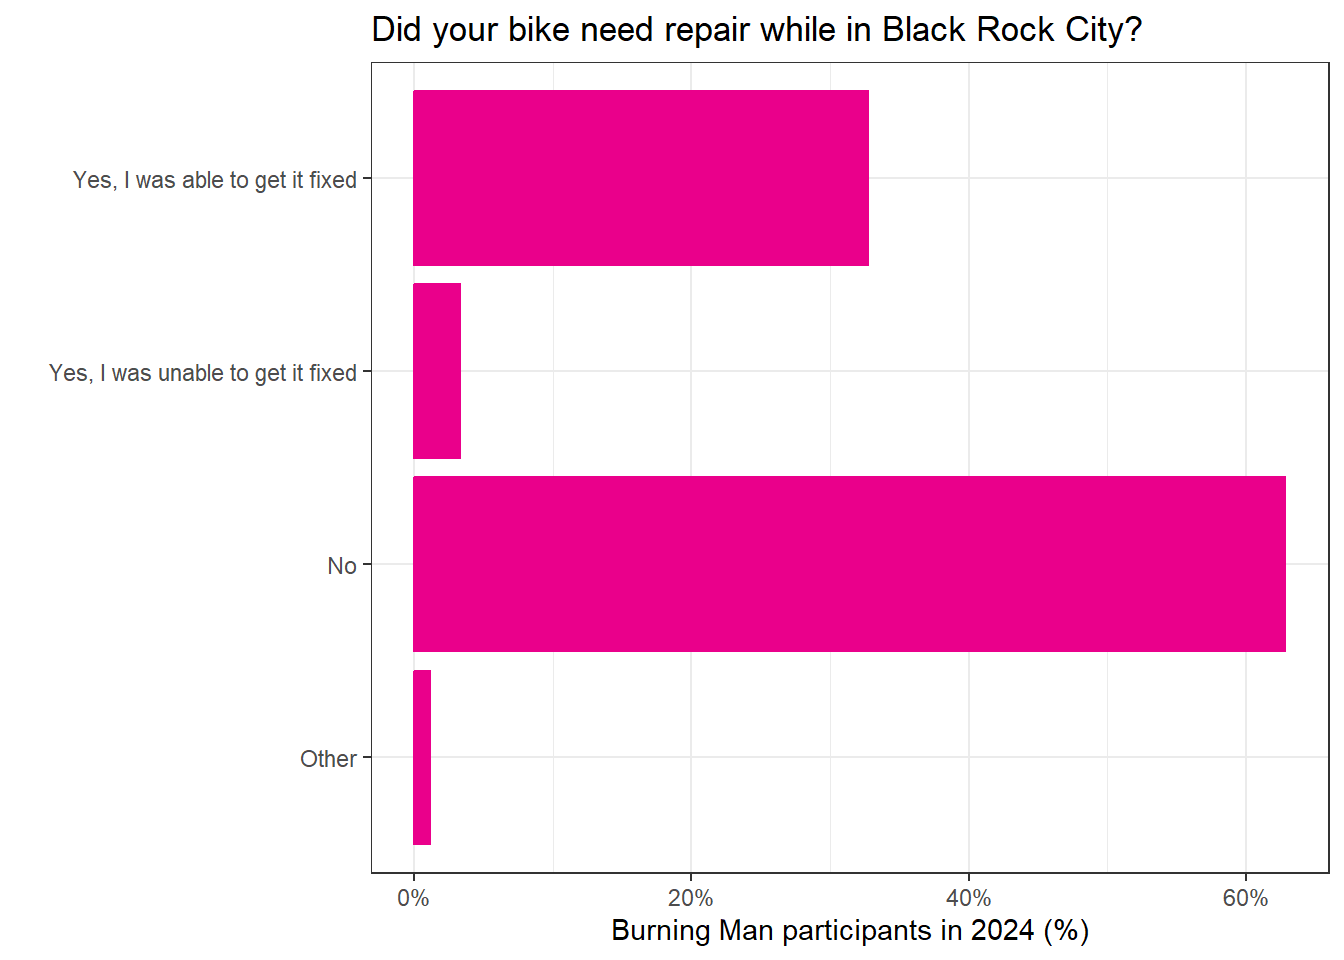 Did your bike need repair while in Black Rock City?
Yes, I was able to get it fixed
Yes, I was unable to get it fixed
No
Other
0%
20%
40%
60%
Burning Man participants in 2024 (%)